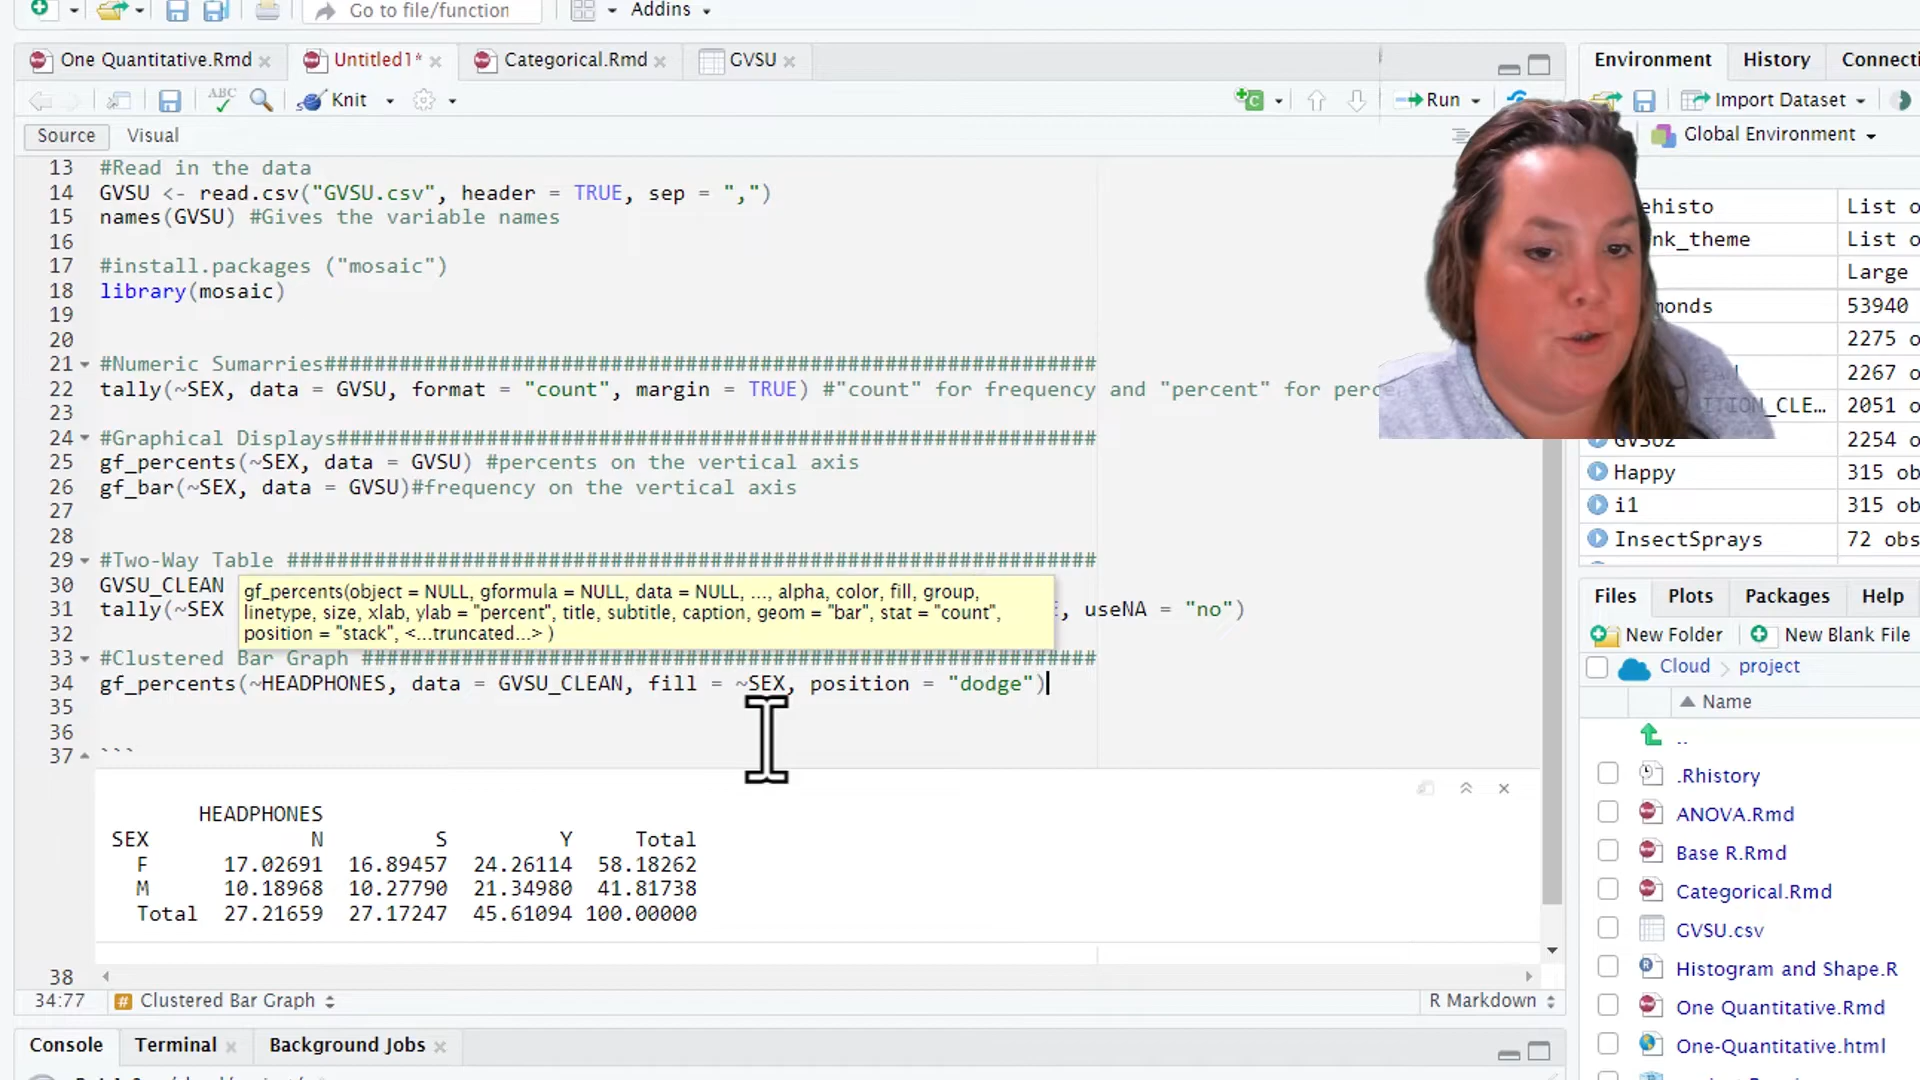 Go to file/function
Addins
One Quantitative.Rmd
Untitled1*
Categorical.Rmd
GVSU
Environment
History
Connecti
ABC
Knit
Run
Import Dataset
Source
Visual
Global Environment
13 #Read in the data
14 GVSU <- read.csv("GVSU.csv", header = TRUE, sep = ",")
15 names(GVSU) #Gives the variable names
16
17 #install.packages ("mosaic")
18 library(mosaic)
19
20
21 #Numeric Sumarries##############################################################
22 tally(~SEX, data = GVSU, format = "count", margin = TRUE) #"count" for frequency and "percent" for perce
23
24 #Graphical Displays#############################################################
25 gf_percents(~SEX, data = GVSU) #percents on the vertical axis
26 gf_bar(~SEX, data = GVSU)#frequency on the vertical axis
27
28
29 #Two-Way Table #################################################################
30 GVSU_CLEAN
31 tally(~SEX , useNA = "no")
gf_percents(object = NULL, gformula = NULL, data = NULL, ..., alpha, color, fill, group,
linetype, size, xlab, ylab = "percent", title, subtitle, caption, geom = "bar", stat = "count",
position = "stack", <...truncated...> )
32
33 #Clustered Bar Graph ###########################################################
34 gf_percents(~HEADPHONES, data = GVSU_CLEAN, fill = ~SEX, position = "dodge")
35
36
37 ```
HEADPHONES
SEX N S Y Total
F 17.02691 16.89457 24.26114 58.18262
M 10.18968 10.27790 21.34980 41.81738
Total 27.21659 27.17247 45.61094 100.00000
38
34:77 # Clustered Bar Graph
R Markdown
Console
Terminal
Background Jobs
ehisto List o
nk_theme List o
Large
monds 53940
2275 o
2267 o
ITION_CLE... 2051 o
GVSU2 2254 o
Happy 315 ob
i1 315 ob
InsectSprays 72 obs
Files
Plots
Packages
Help
New Folder
New Blank File
Cloud
project
Name
..
.Rhistory
ANOVA.Rmd
Base R.Rmd
Categorical.Rmd
GVSU.csv
Histogram and Shape.R
One Quantitative.Rmd
One-Quantitative.html